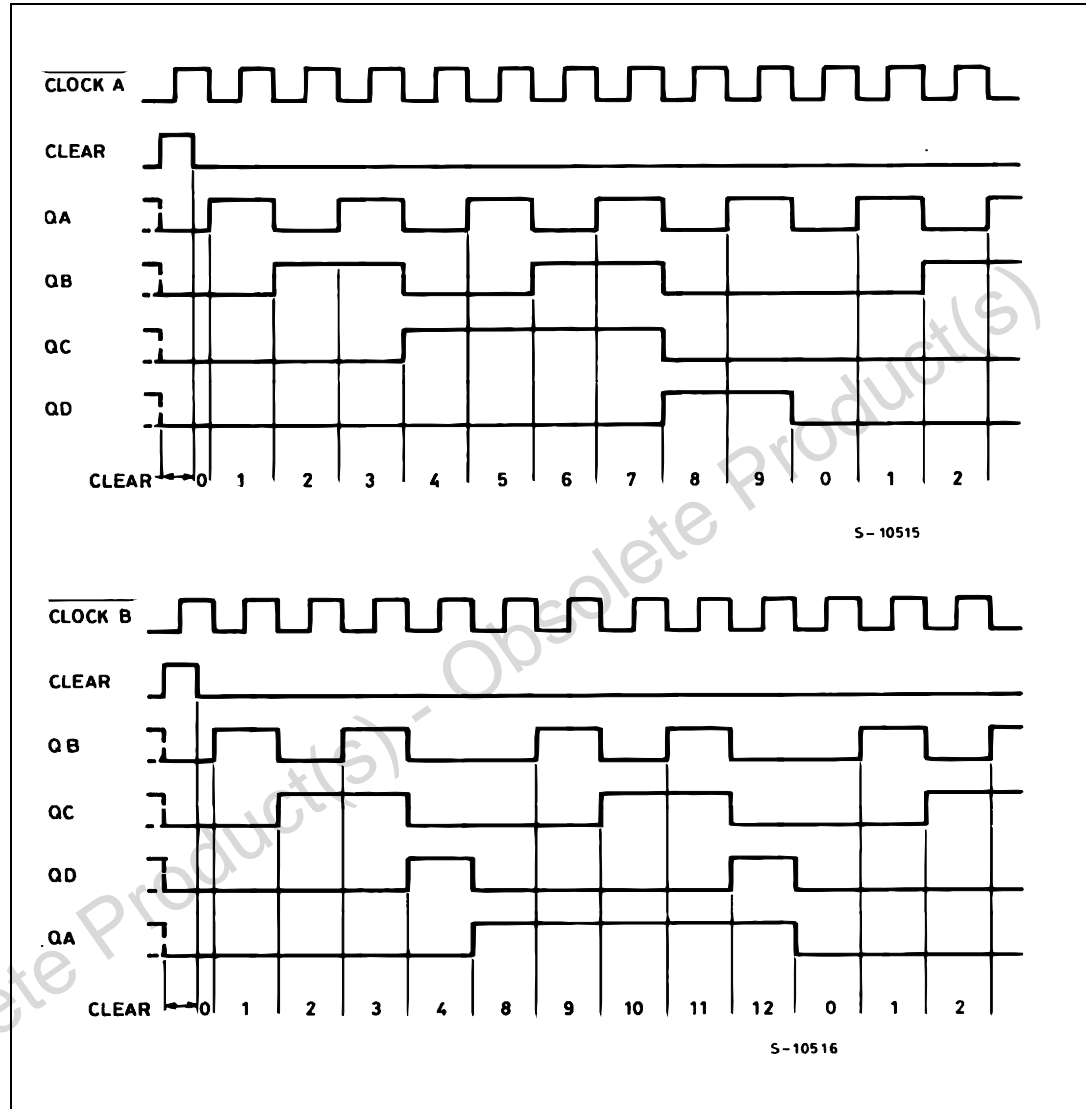 CLOCK A
CLEAR
QA
QB
QC
QD
CLEAR 0 1 2 3 4 5 6 7 8 9 0 1 2
S-10515
CLOCK B
CLEAR
QB
QC
QD
QA
CLEAR 0 1 2 3 4 8 9 10 11 12 0 1 2
S-10516
ete Product(s) - Obsolete Product(s)